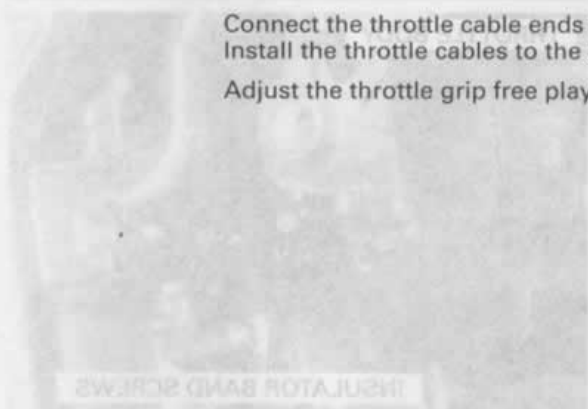 Connect the throttle cable ends
Install the throttle cables to the
Adjust the throttle grip free play
INSULATOR BAND SCREWS